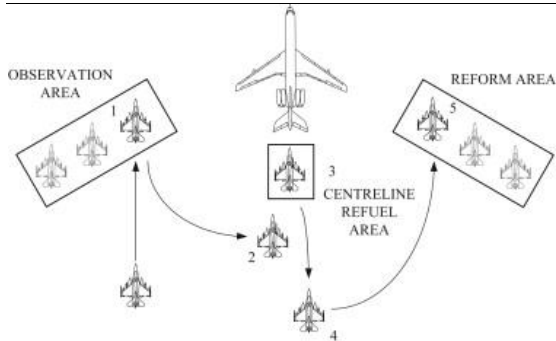 OBSERVATION
AREA
1
REFORM AREA
5
3
CENTRELINE
REFUEL
AREA
2
4